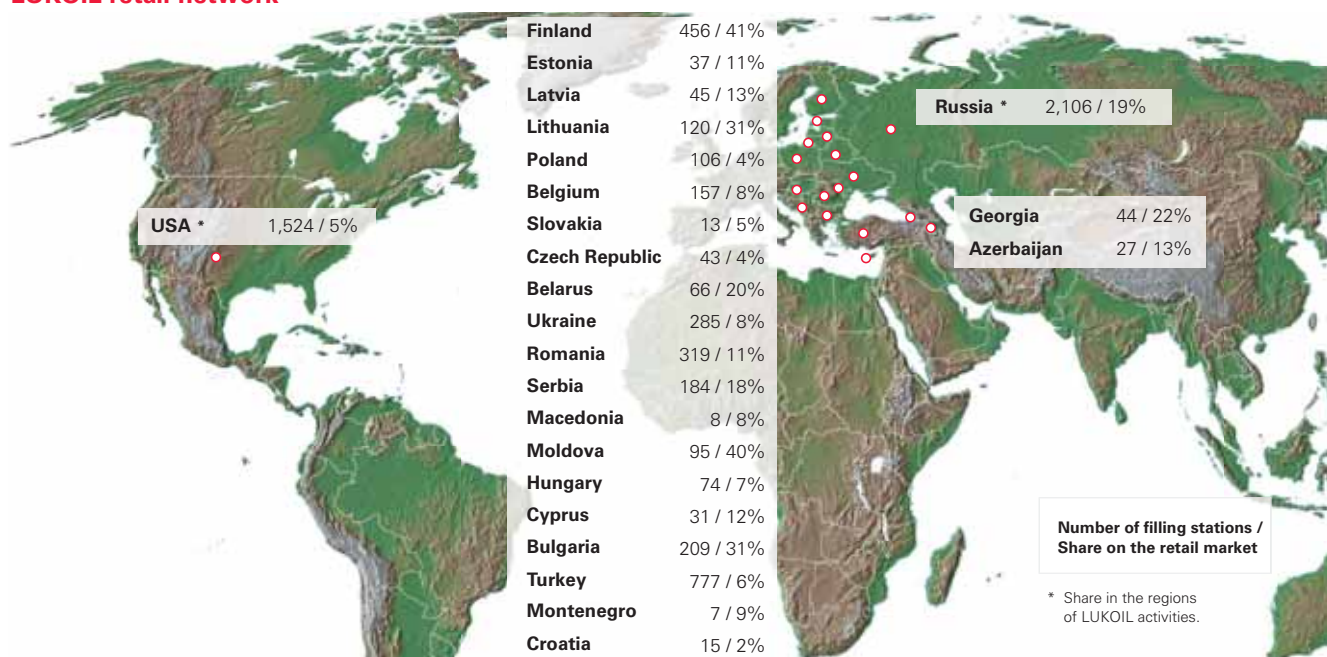 LUKOIL retail network
Finland 456 / 41%
Estonia 37 / 11%
Latvia 45 / 13%
Lithuania 120 / 31%
Poland 106 / 4%
Belgium 157 / 8%
Slovakia 13 / 5%
Czech Republic 43 / 4%
Belarus 66 / 20%
Ukraine 285 / 8%
Romania 319 / 11%
Serbia 184 / 18%
Macedonia 8 / 8%
Moldova 95 / 40%
Hungary 74 / 7%
Cyprus 31 / 12%
Bulgaria 209 / 31%
Turkey 777 / 6%
Montenegro 7 / 9%
Croatia 15 / 2%
USA * 1,524 / 5%
Russia * 2,106 / 19%
Georgia 44 / 22%
Azerbaijan 27 / 13%
Number of filling stations /
Share on the retail market
* Share in the regions
of LUKOIL activities.